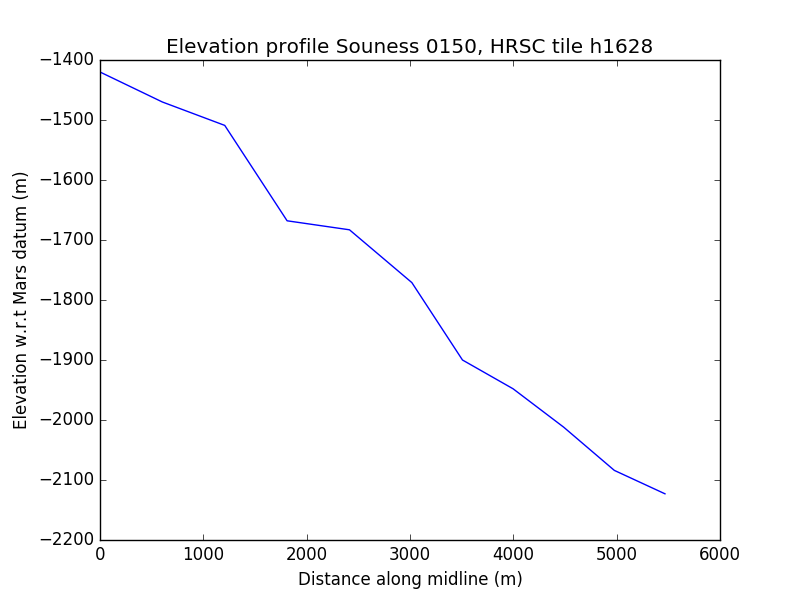 Elevation profile Souness 0150, HRSC tile h1628
−1400
−1500
−1600
−1700
−1800
−1900
−2000
−2100
−2200
Elevation w.r.t Mars datum (m)
0 1000 2000 3000 4000 5000 6000
Distance along midline (m)